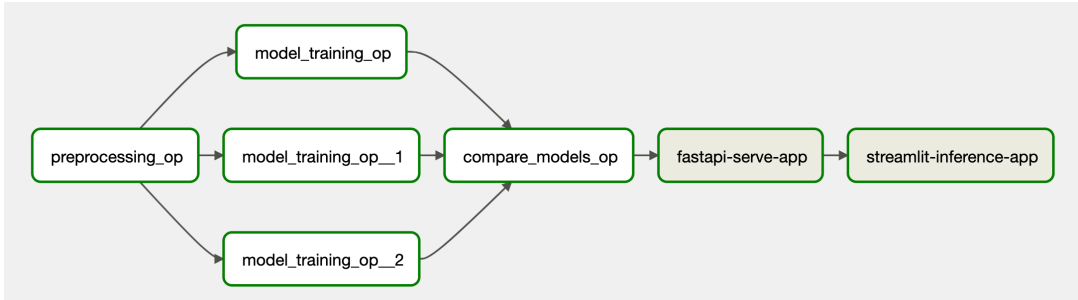 model_training_op
preprocessing_op
model_training_op__1
compare_models_op
fastapi-serve-app
streamlit-inference-app
model_training_op__2